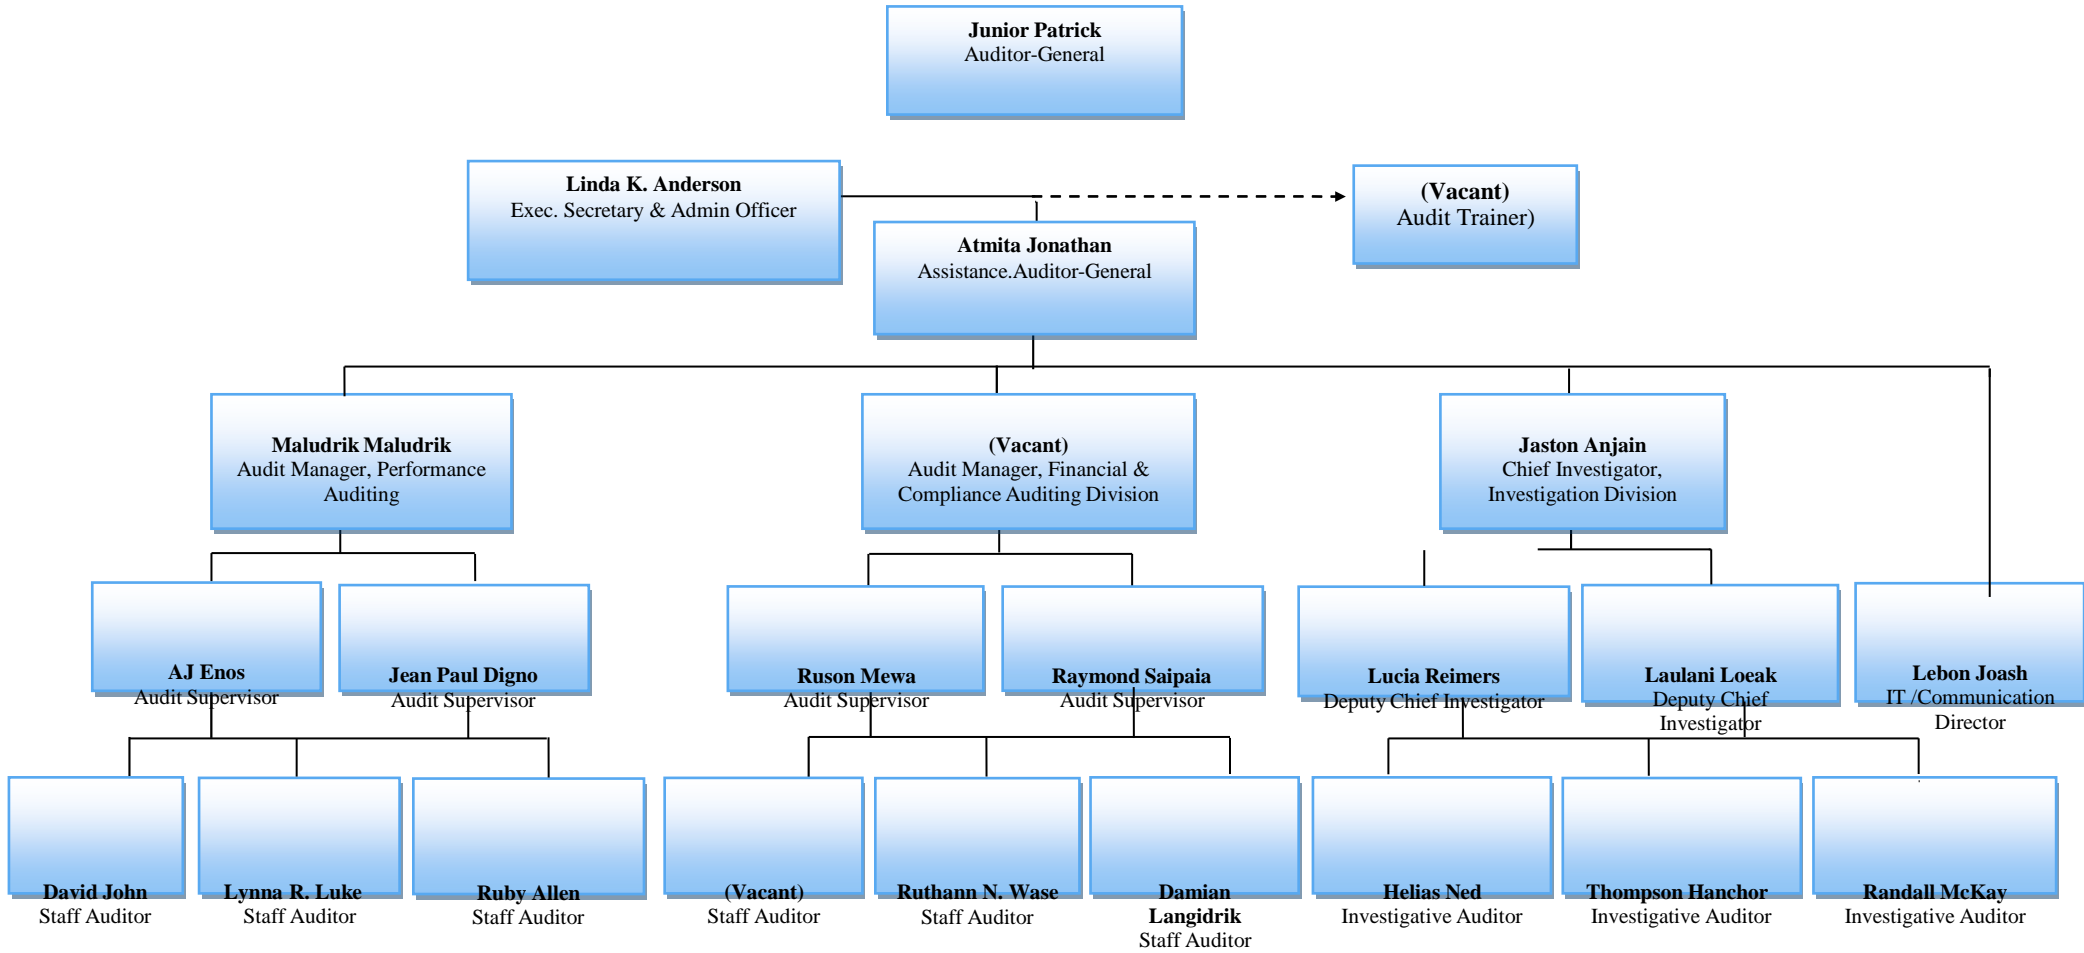 Junior Patrick
Auditor-General
Linda K. Anderson
Exec. Secretary & Admin Officer
(Vacant)
Audit Trainer)
Atmita Jonathan
Assistance.Auditor-General
Maludrik Maludrik
Audit Manager, Performance
Auditing
(Vacant)
Audit Manager, Financial &
Compliance Auditing Division
Jaston Anjain
Chief Investigator,
Investigation Division
AJ Enos
Audit Supervisor
Jean Paul Digno
Audit Supervisor
Ruson Mewa
Audit Supervisor
Raymond Saipaia
Audit Supervisor
Lucia Reimers
Deputy Chief Investigator
Laulani Loeak
Deputy Chief
Investigator
Lebon Joash
IT /Communication
Director
David John
Staff Auditor
Lynna R. Luke
Staff Auditor
Ruby Allen
Staff Auditor
(Vacant)
Staff Auditor
Ruthann N. Wase
Staff Auditor
Damian
Langidrik
Staff Auditor
Helias Ned
Investigative Auditor
Thompson Hanchor
Investigative Auditor
Randall McKay
Investigative Auditor